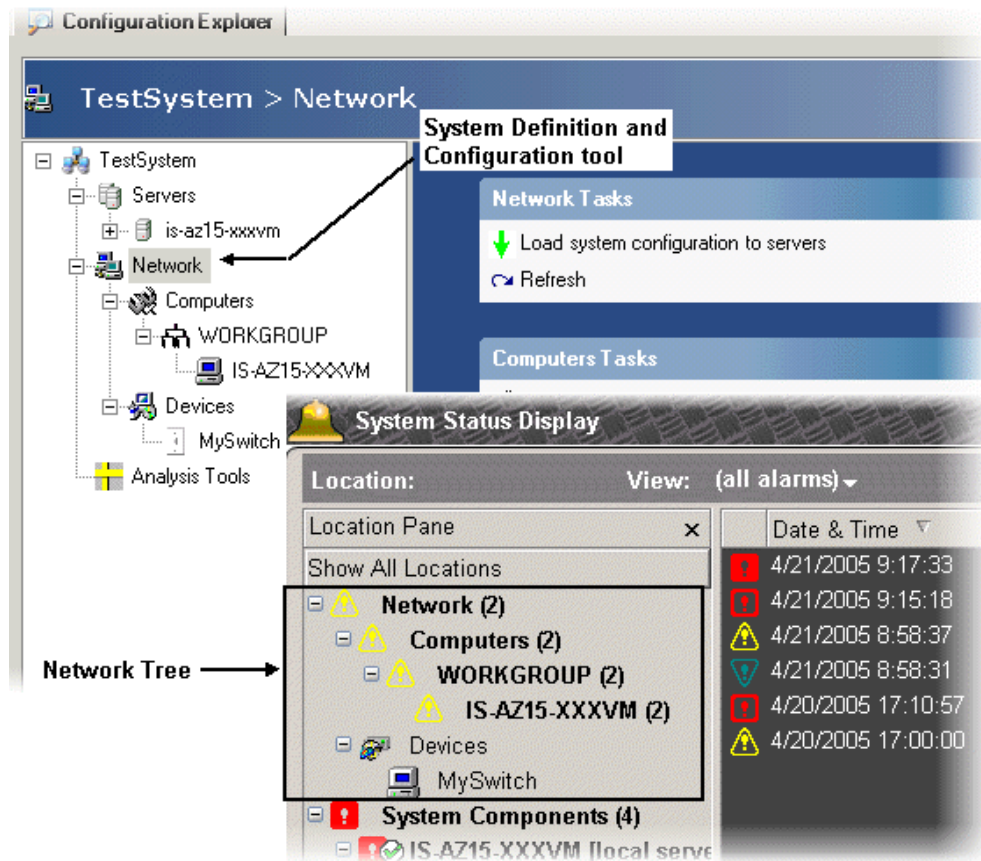 Configuration Explorer
TestSystem > Network
System Definition and
Configuration tool
TestSystem
Servers
is-az15-xxxvm
Network
Computers
WORKGROUP
IS-AZ15-XXXVM
Devices
MySwitch
Analysis Tools
Network Tasks
Load system configuration to servers
Refresh
Computers Tasks
System Status Display
Location:
View: (all alarms)
Location Pane x
Show All Locations
Network (2)
Computers (2)
WORKGROUP (2)
IS-AZ15-XXXVM (2)
Devices
MySwitch
System Components (4)
IS-AZ15-XXXVM [local serve
Network Tree
Date & Time
4/21/2005 9:17:33
4/21/2005 9:15:18
4/21/2005 8:58:37
4/21/2005 8:58:31
4/20/2005 17:10:57
4/20/2005 17:00:00